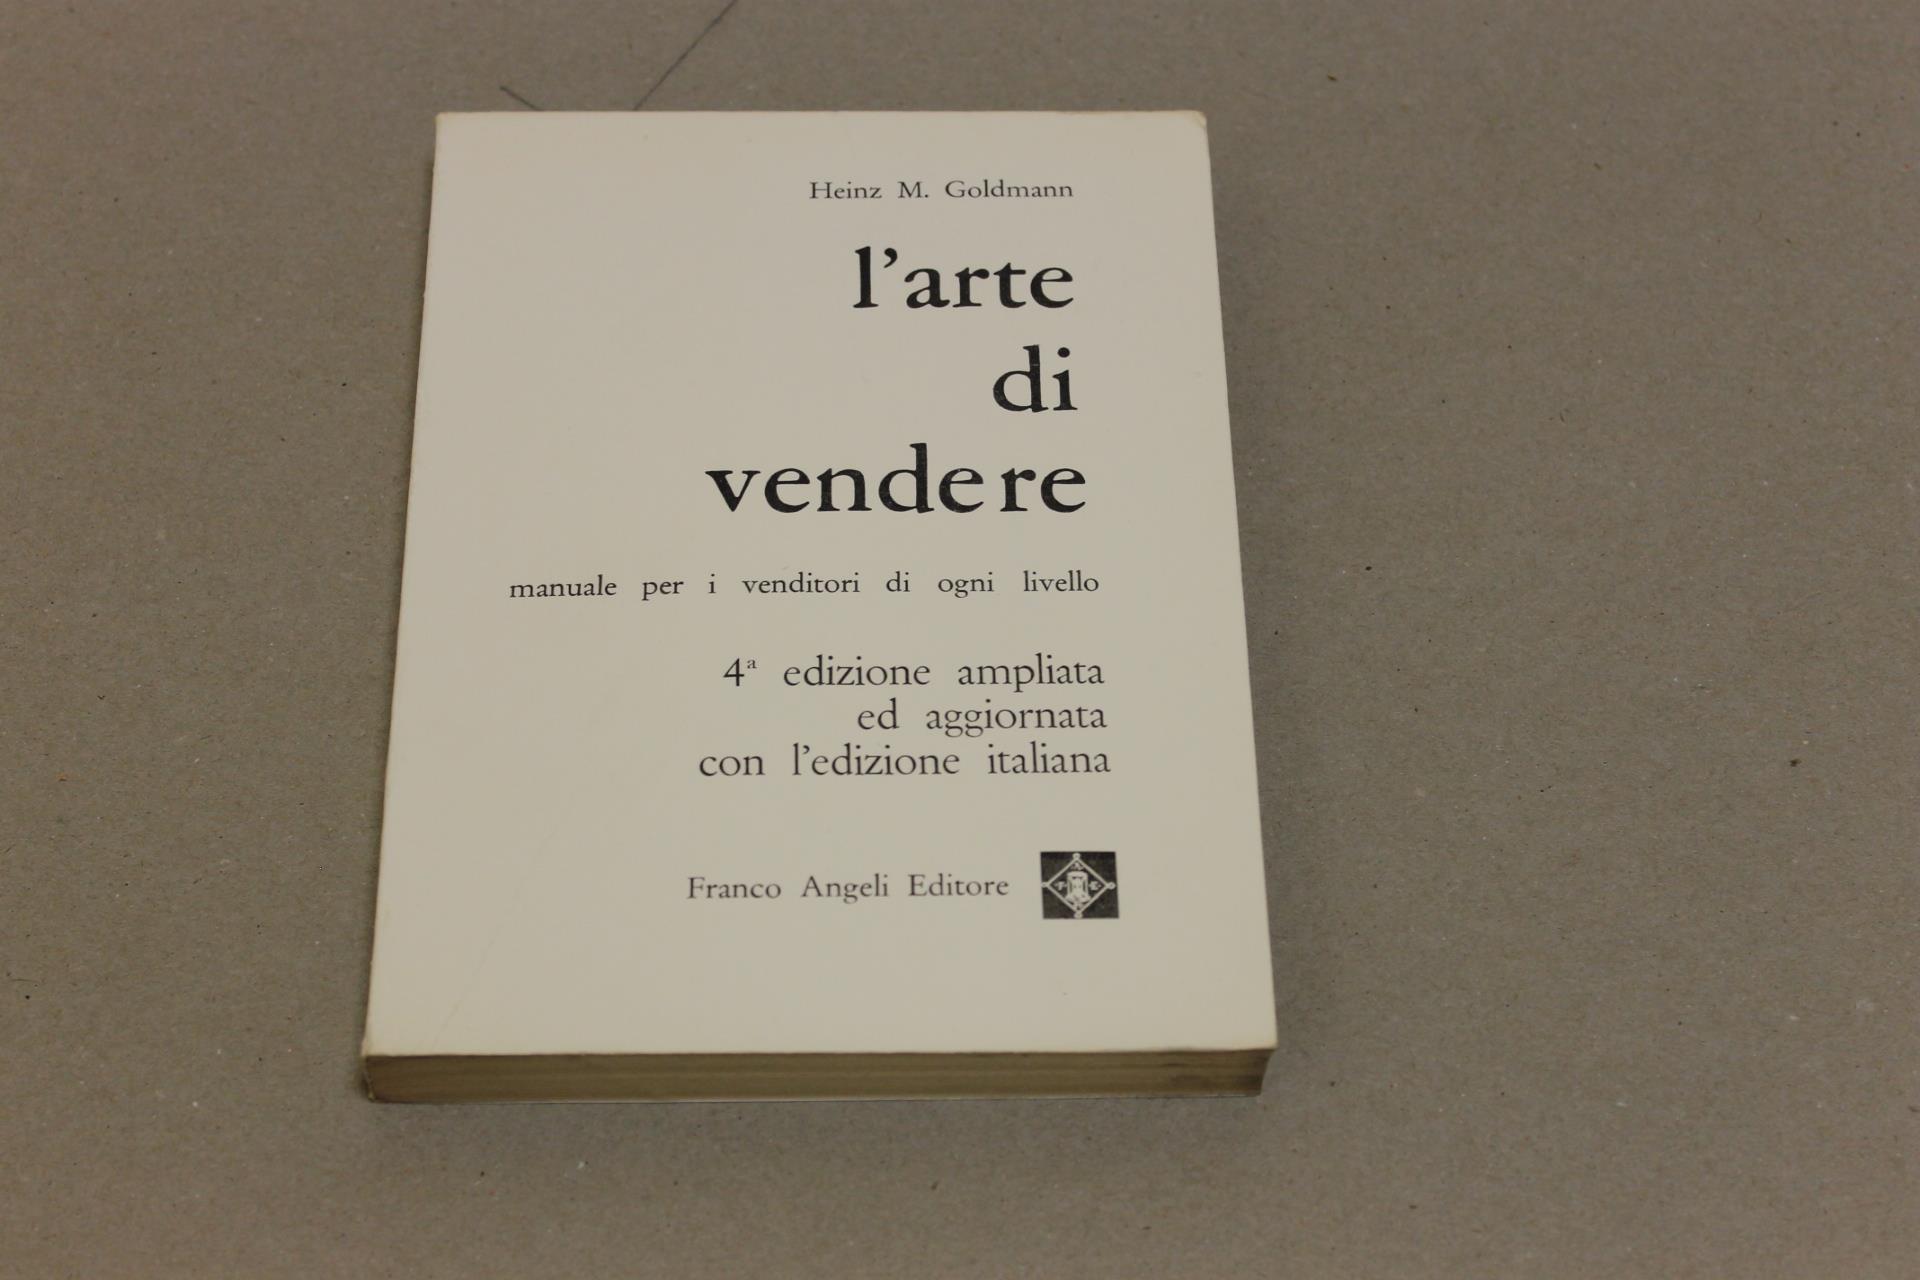 Heinz M. Goldmann
l'arte
di
vendere
manuale per i venditori di ogni livello
4ª edizione ampliata
ed aggiornata
con l'edizione italiana
Franco Angeli Editore